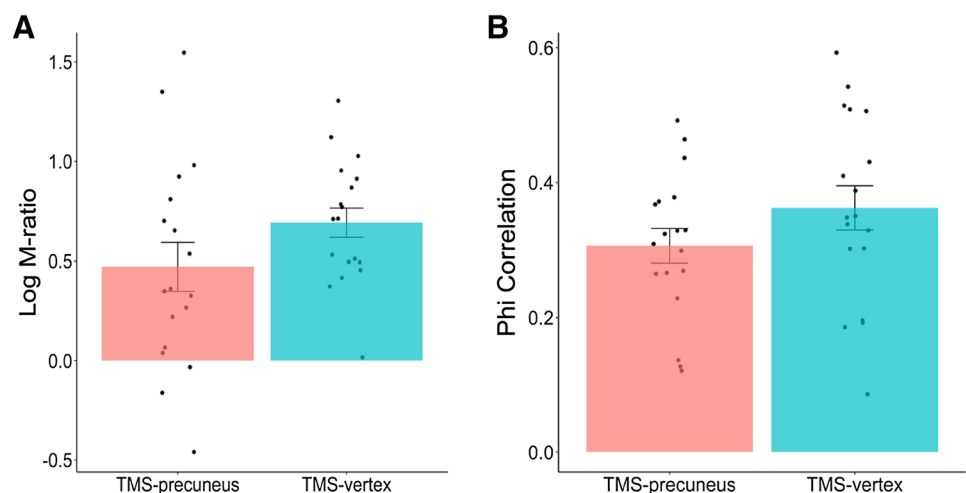 A
Log M-ratio
1.5
1.0
0.5
0.0
-0.5
TMS-precuneus TMS-vertex
B
Phi Correlation
0.6
0.4
0.2
0.0
TMS-precuneus TMS-vertex